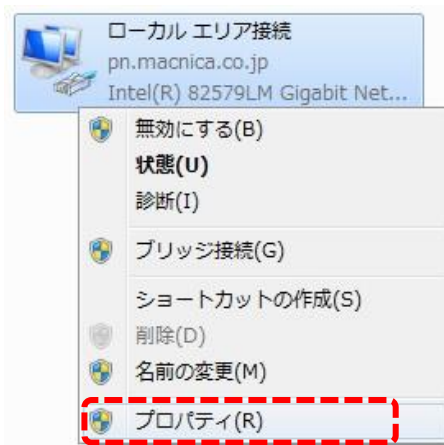 ローカル エリア接続
pn.macnica.co.jp
Intel(R) 82579LM Gigabit Net...
無効にする(B)
状態(U)
診断(I)
ブリッジ接続(G)
ショートカットの作成(S)
削除(D)
名前の変更(M)
プロパティ(R)